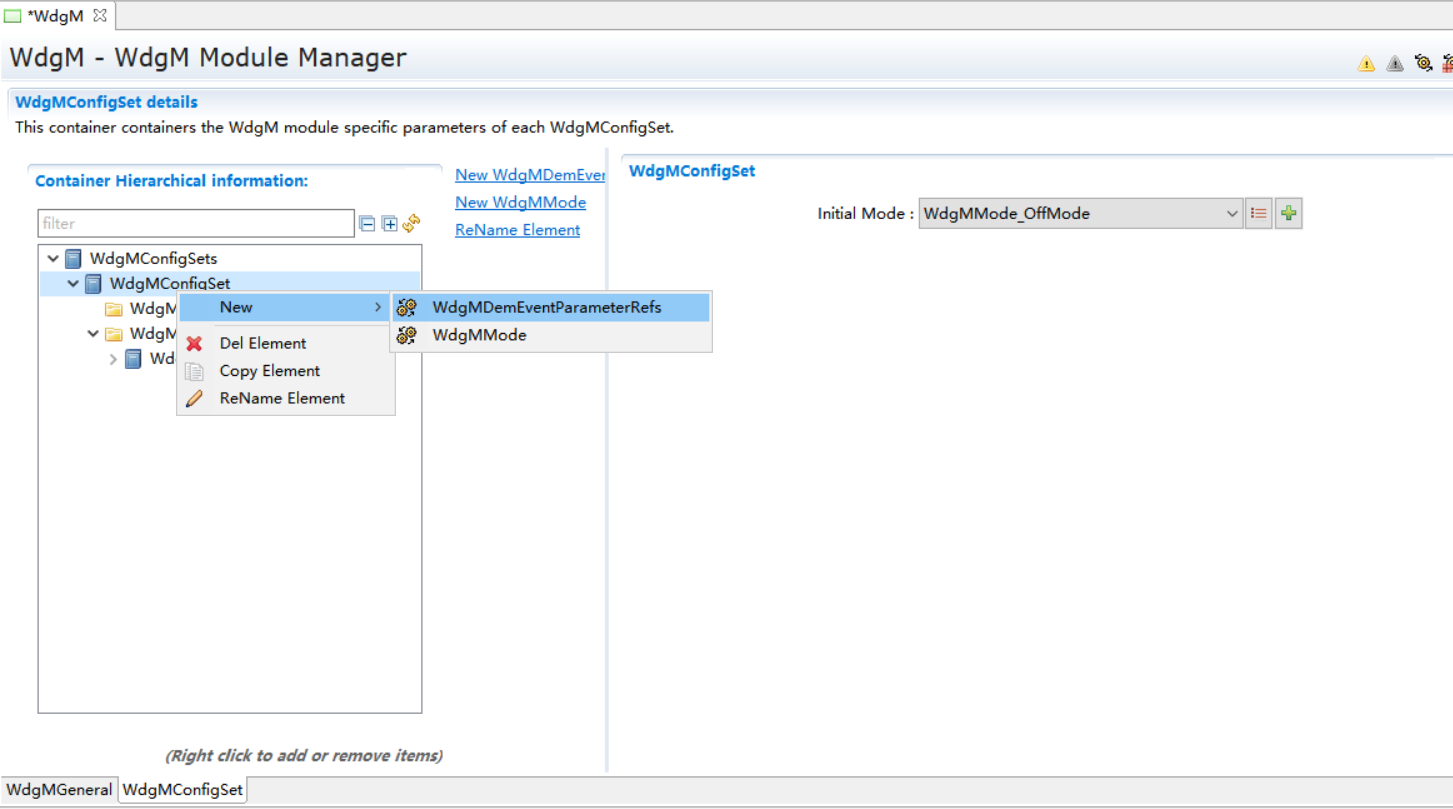 *WdgM
WdgM - WdgM Module Manager
WdgMConfigSet details
This container containers the WdgM module specific parameters of each WdgMConfigSet.
Container Hierarchical information:
filter
WdgMConfigSets
WdgMConfigSet
WdgM
WdgM
Wd
New
Del Element
Copy Element
ReName Element
WdgMDemEventParameterRefs
WdgMMode
New WdgMDemEver
New WdgMMode
ReName Element
WdgMConfigSet
Initial Mode : WdgMMode_OffMode
(Right click to add or remove items)
WdgMGeneral WdgMConfigSet